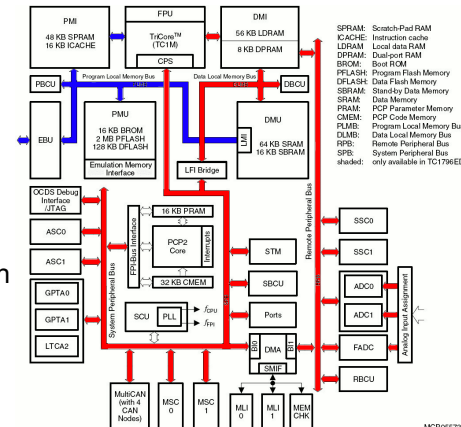 PMI
48 KB SPRAM
16 KB ICACHE
FPU
TriCore™
(TC1M)
CPS
DMI
56 KB LDRAM
8 KB DPRAM
SPRAM: Scratch-Pad RAM
ICACHE: Instruction cache
LDRAM Local data RAM
DPRAM: Dual-port RAM
BROM: Boot ROM
PFLASH: Program Flash Memory
DFLASH: Data Flash Memory
SBRAM: Stand-by Data Memory
SRAM: Data Memory
PRAM: PCP Parameter Memory
CMEM: PCP Code Memory
PLMB: Program Local Memory Bu
DLMB: Data Local Memory Bus
RPB: Remote Peripheral Bus
SPB: System Peripheral Bus
shaded: only available in TC1796ED
PBCU
Program Local Memory Bus
Data Local Memory Bus
DBCU
EBU
PMU
16 KB BROM
2 MB PFLASH
128 KB DFLASH
Emulation Memory
Interface
DMU
LMI
64 KB SRAM
16 KB SBRAM
LFI Bridge
OCDS Debug
Interface
/JTAG
ASC0
ASC1
GPTA0
GPTA1
LTCA2
System Peripheral Bus
FPI-Bus Interface
16 KB PRAM
PCP2
Core
Interrupts
32 KB CMEM
SCU
PLL
fCPU
fFPI
STM
SBCU
Ports
BI0
DMA
BI1
SMIF
Remote Peripheral Bus
SSC0
SSC1
ADC0
ADC1
Analog Input Assignment
FADC
RBCU
MultiCAN
(with 4
CAN
Nodes)
MSC
0
MSC
1
MLI
0
MLI
1
MEM
CHK